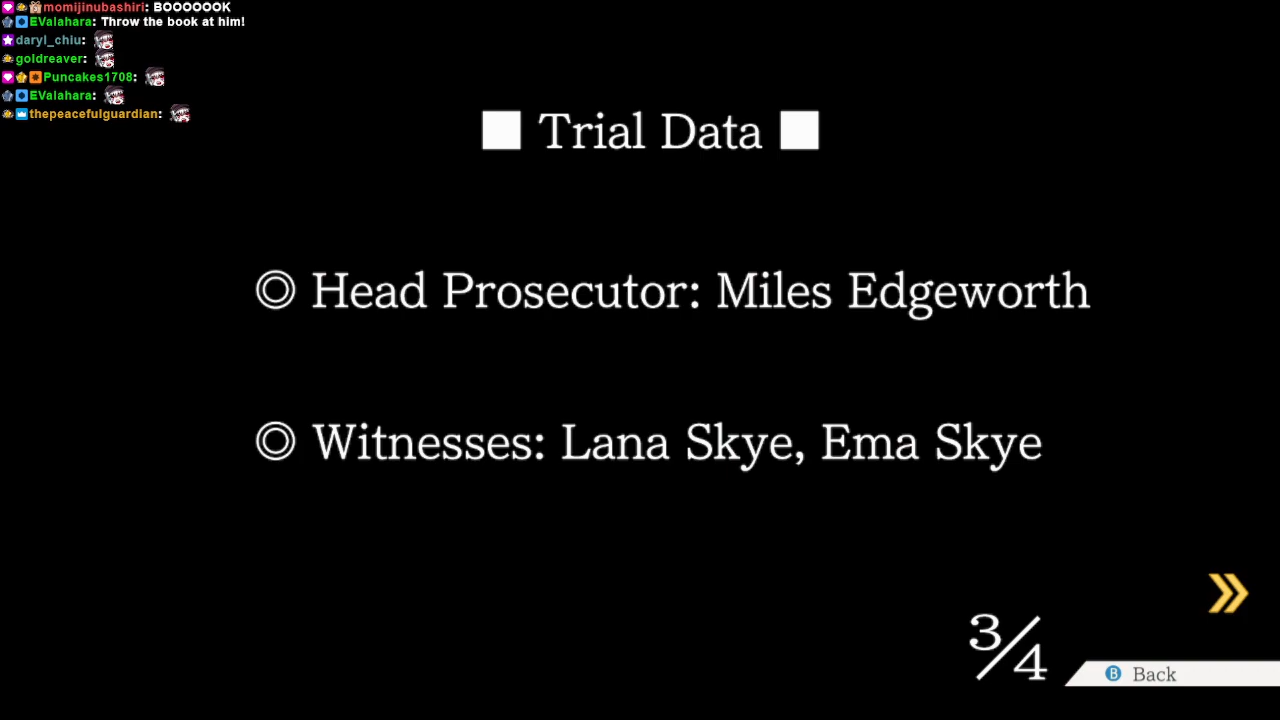 momijinubashiri: BOOOOOOK
EValahara: Throw the book at him!
daryl_chiu:
goldreaver:
Puncakes1708:
EValahara:
thepeacefulguardian:
■ Trial Data ■
◎ Head Prosecutor: Miles Edgeworth
◎ Witnesses: Lana Skye, Ema Skye
3/4
B Back